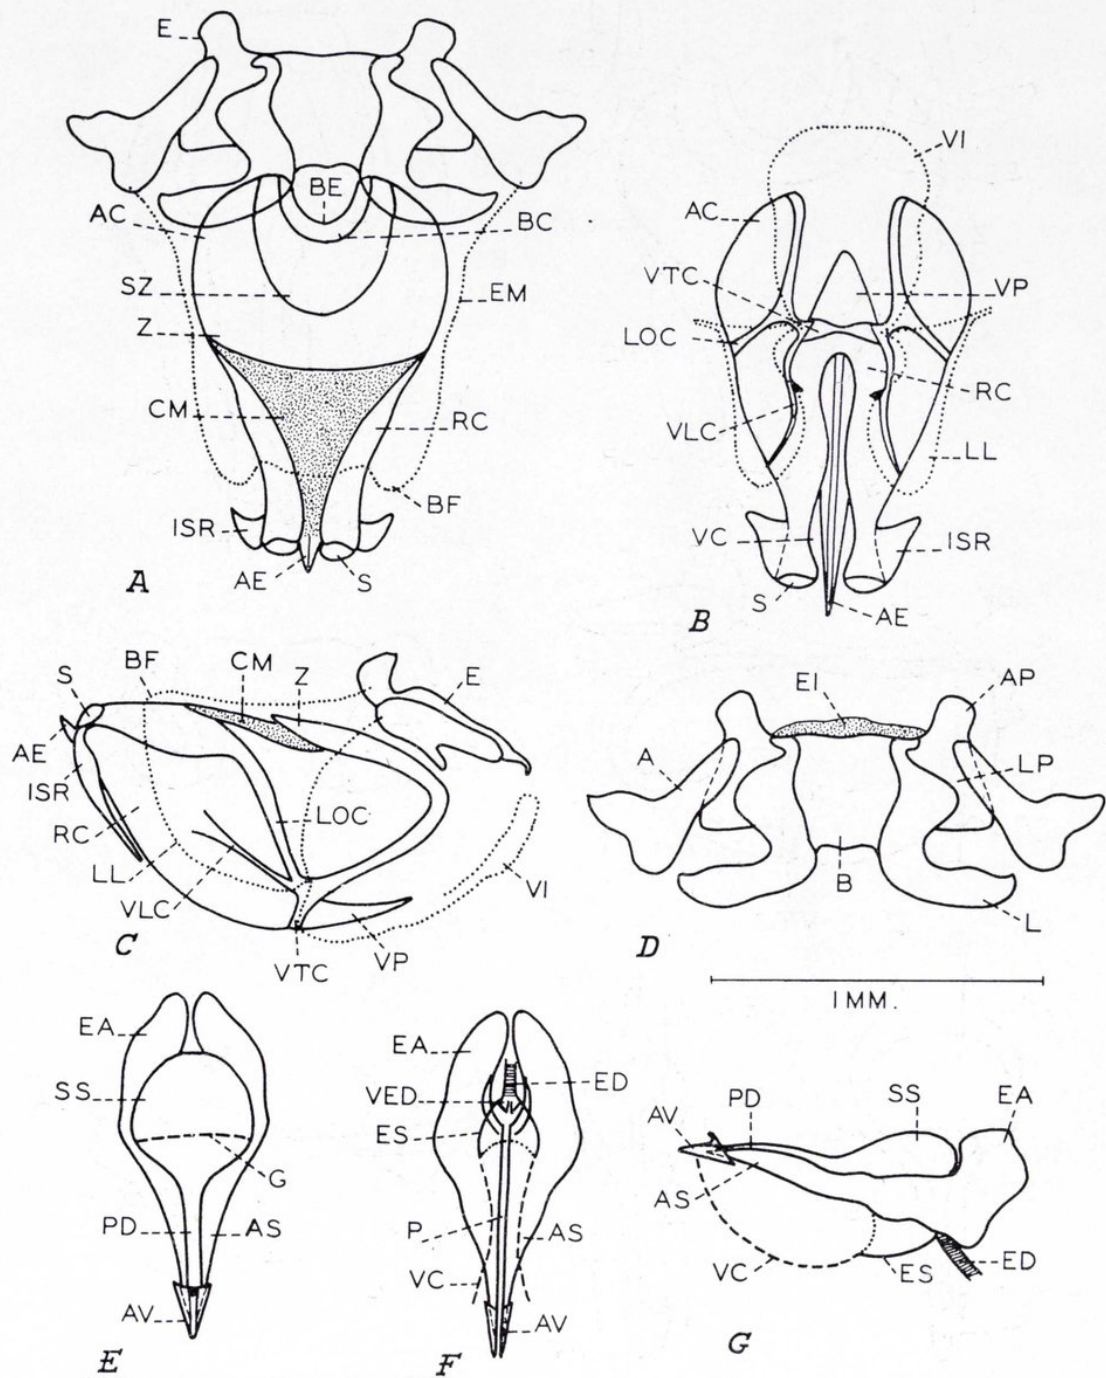 E
BE
AC
BC
SZ
EM
Z
CM
RC
BF
ISR
AE
S
A
VI
AC
VTC
VP
LOC
RC
VLC
LL
VC
ISR
S
AE
B
BF
CM
Z
E
S
AE
ISR
RC
LOC
LL
VLC
VI
VP
VTC
C
EI
AP
A
LP
B
L
D
1 MM.
EA
SS
G
PD
AS
AV
E
EA
ED
VED
ES
P
AS
VC
AV
F
AV
PD
SS
EA
AS
VC
ES
ED
G